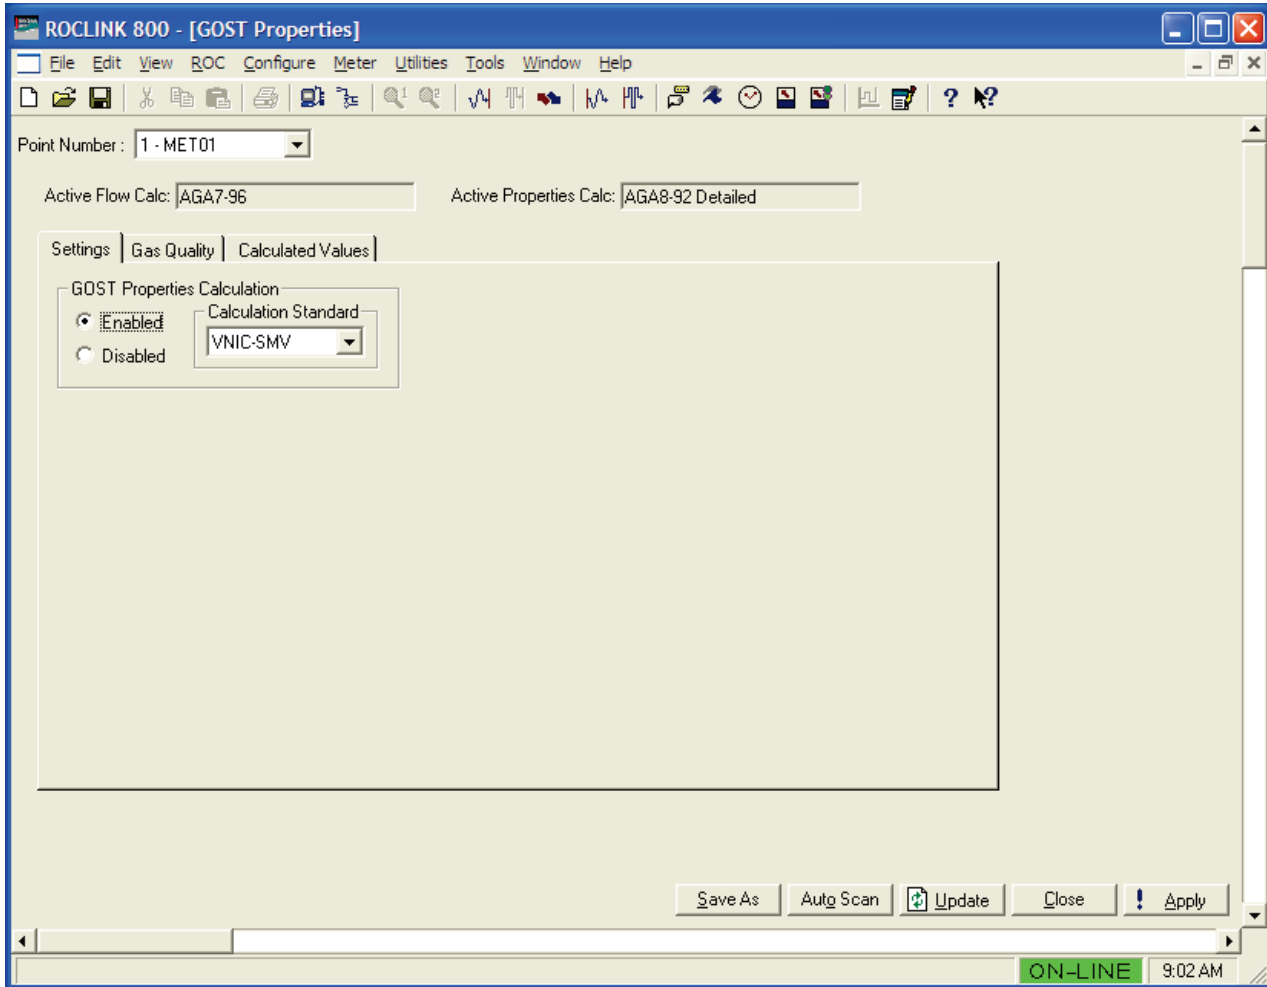 ROCLINK 800 - [GOST Properties]
File Edit View ROC Configure Meter Utilities Tools Window Help
Point Number : 1 - MET01
Active Flow Calc: AGA7-96 Active Properties Calc: AGA8-92 Detailed
Settings Gas Quality Calculated Values
GOST Properties Calculation
Calculation Standard
Enabled
VNIC-SMV
Disabled
Save As Auto Scan Update Close ! Apply
ON-LINE 9:02 AM